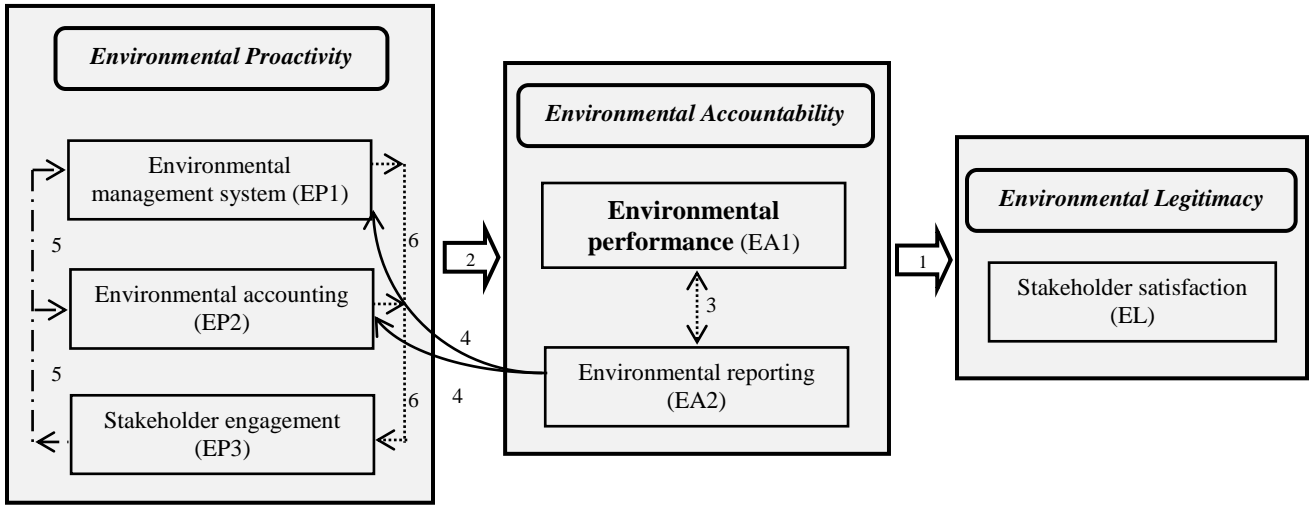 Environmental Proactivity
Environmental
management system (EP1)
5
6
Environmental accounting
(EP2)
5
6
Stakeholder engagement
(EP3)
4
4
2
Environmental Accountability
Environmental
performance (EA1)
3
Environmental reporting
(EA2)
1
Environmental Legitimacy
Stakeholder satisfaction
(EL)